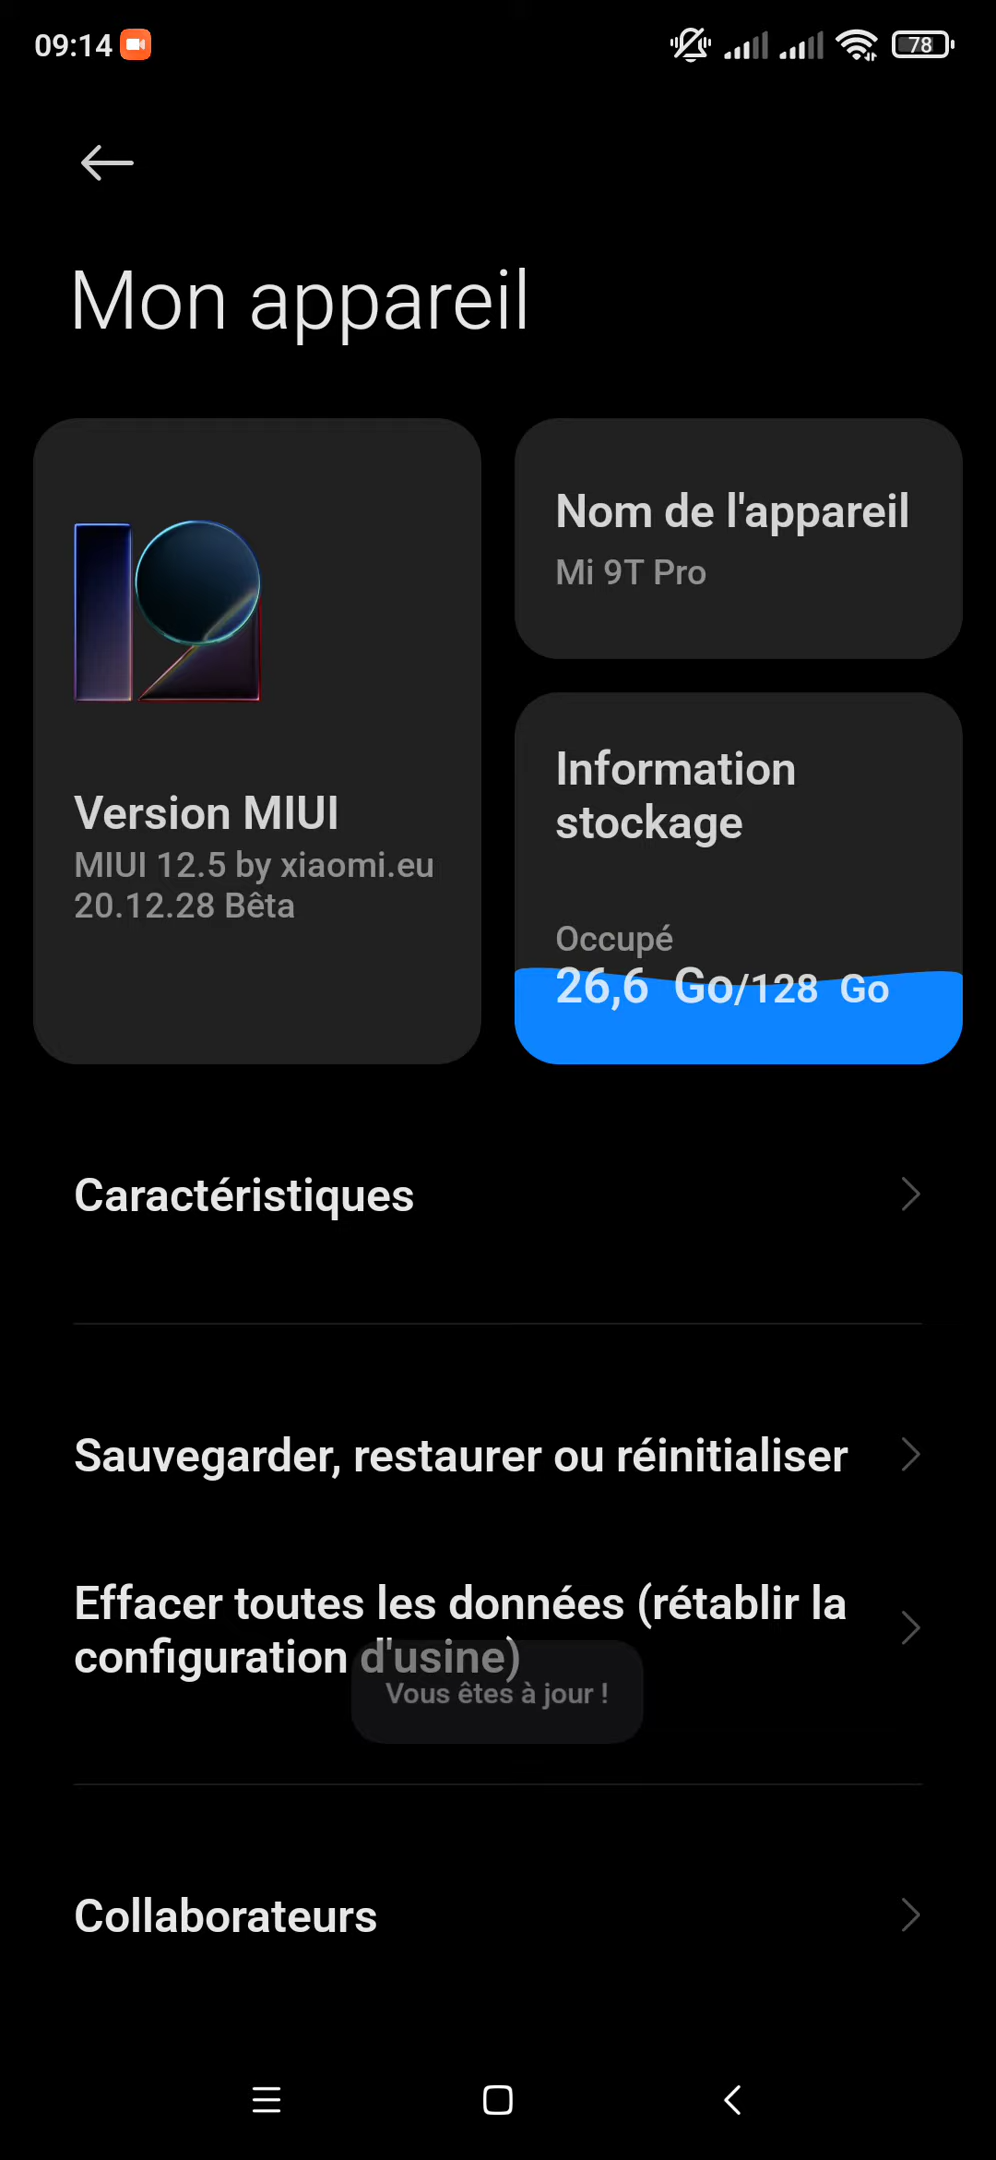 09:14
78
Mon appareil
12
Version MIUI
MIUI 12.5 by xiaomi.eu
20.12.28 Bêta
Nom de l'appareil
Mi 9T Pro
Information
stockage
Occupé
26,6 Go/128 Go
Caractéristiques
Sauvegarder, restaurer ou réinitialiser
Effacer toutes les données (rétablir la
configuration d'usine)
Vous êtes à jour !
Collaborateurs